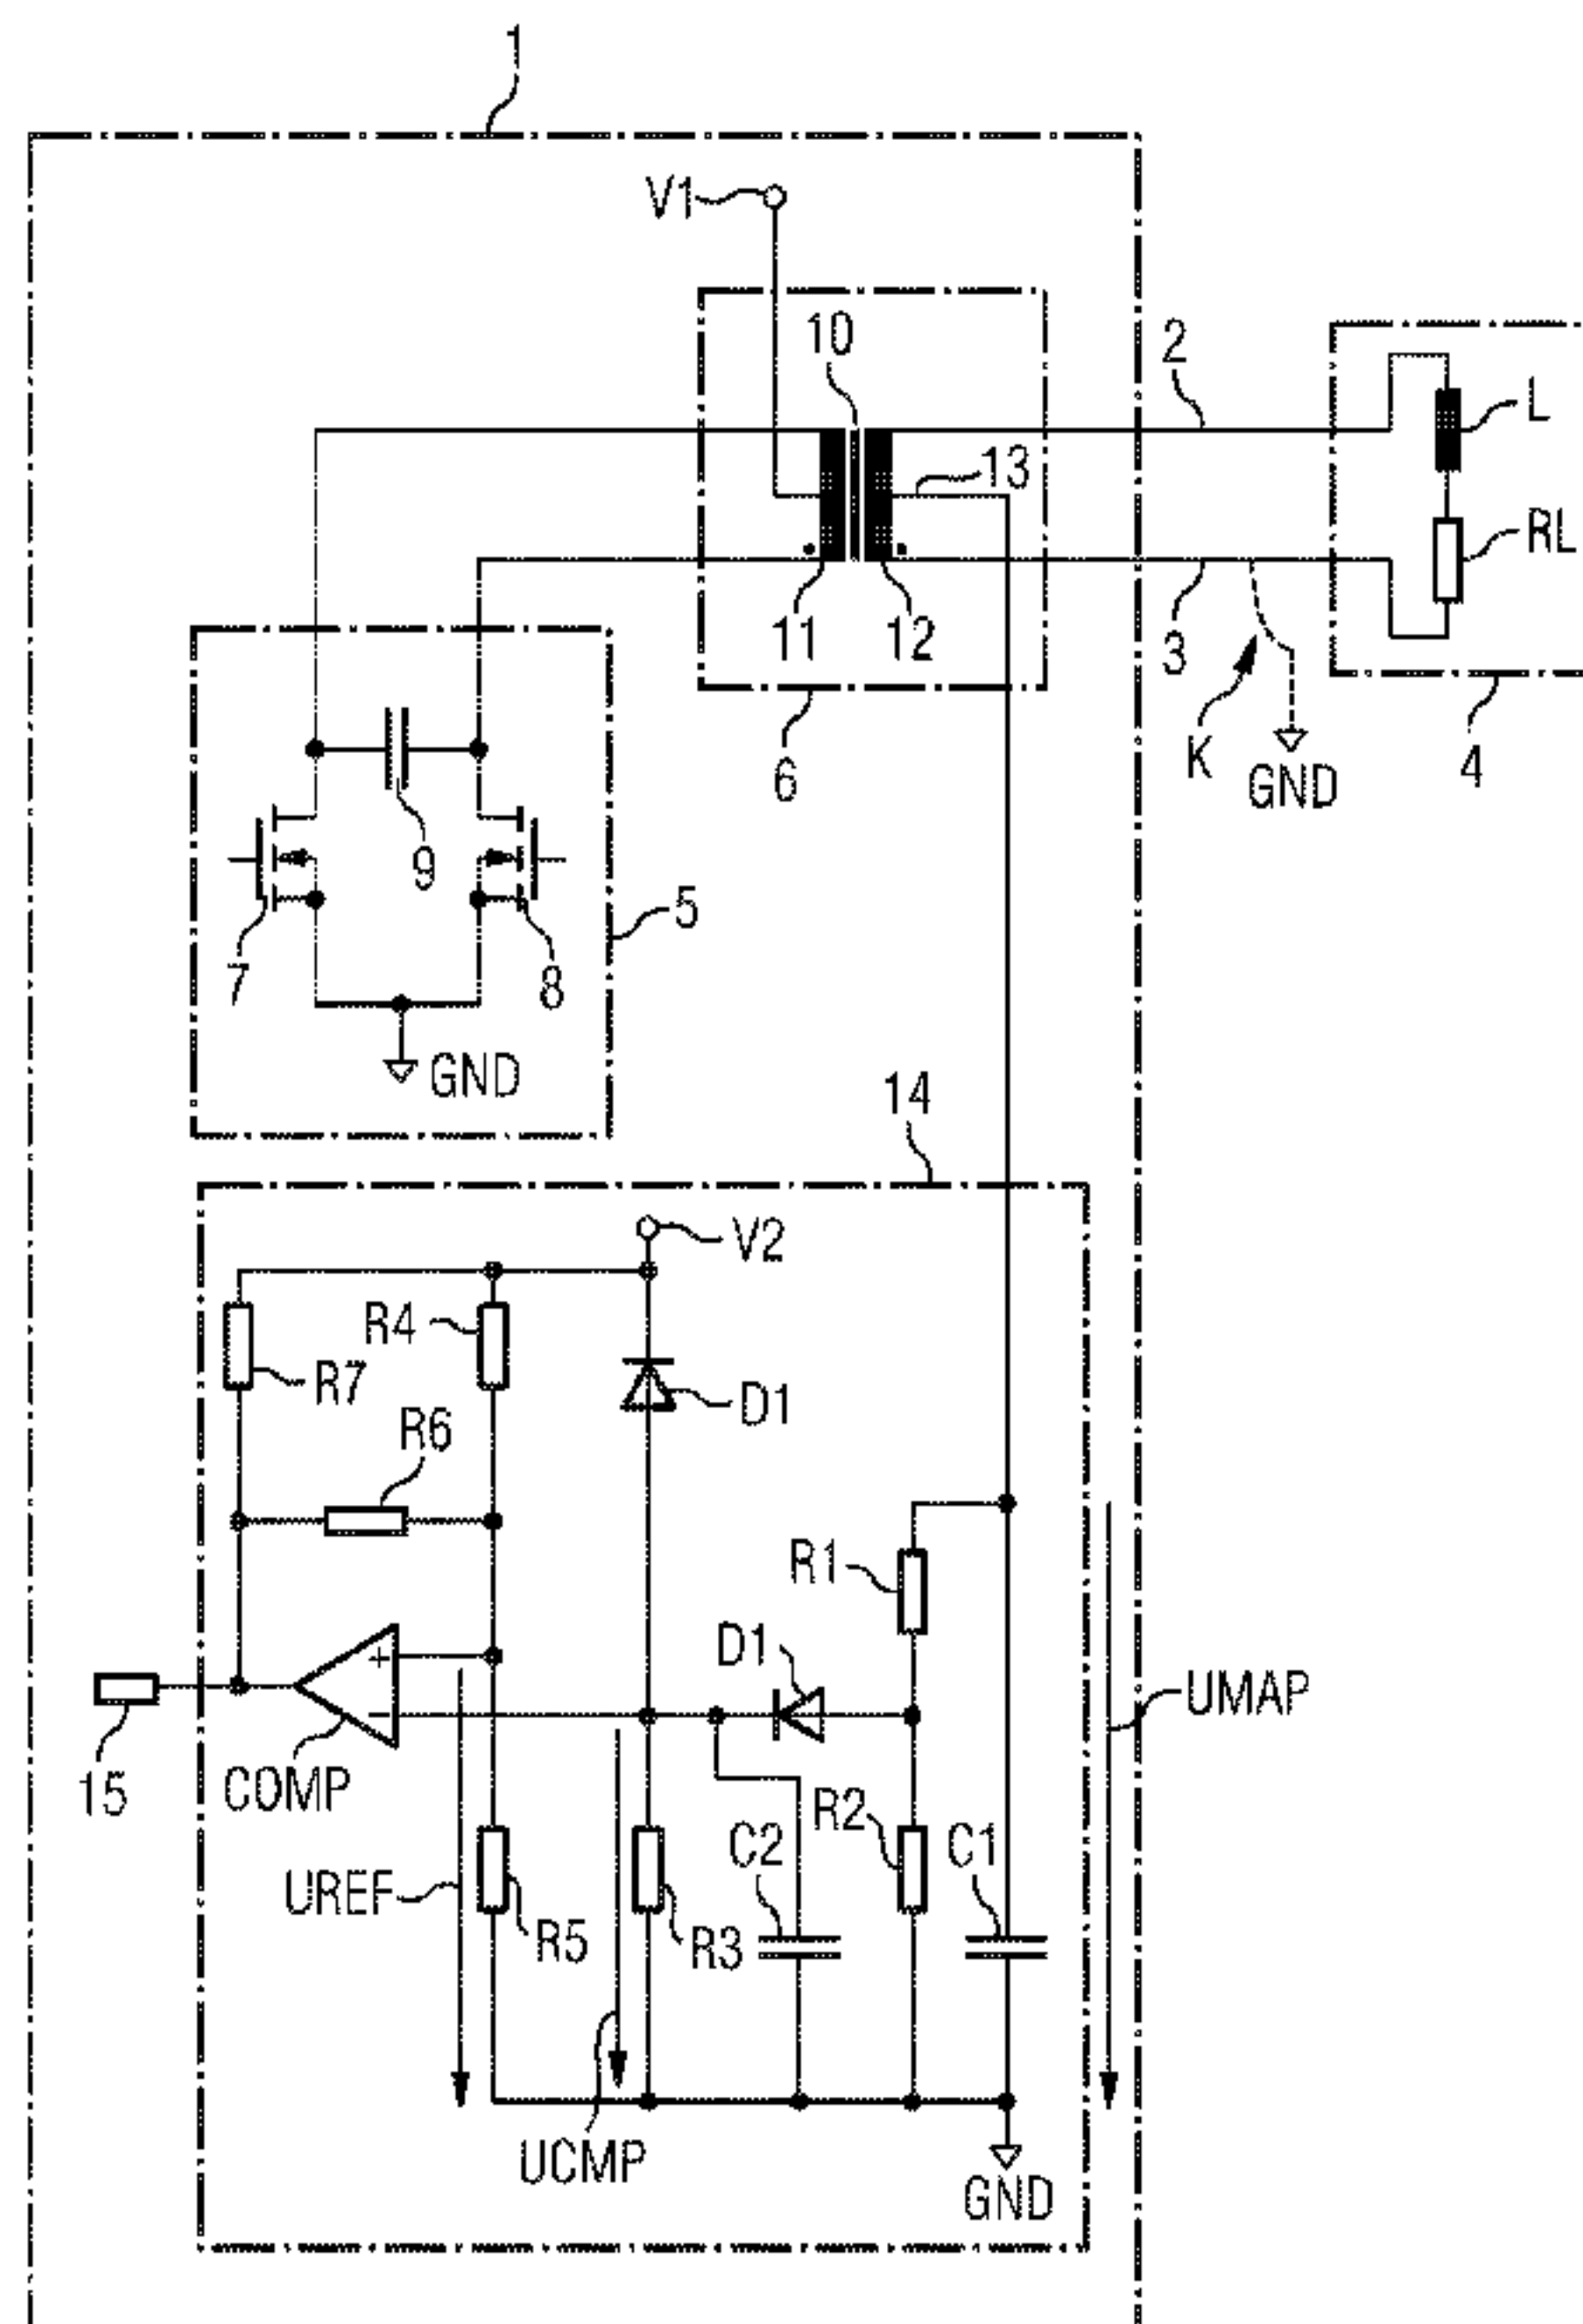 1
V1
10
2
L
13
RL
11
12
3
6
K
GND
4
9
5
7
8
GND
14
V2
R4
R7
D1
R6
R1
D1
+
UMAP
-
15
COMP
R2
C2
C1
UREF
R5
R3
UCMP
GND